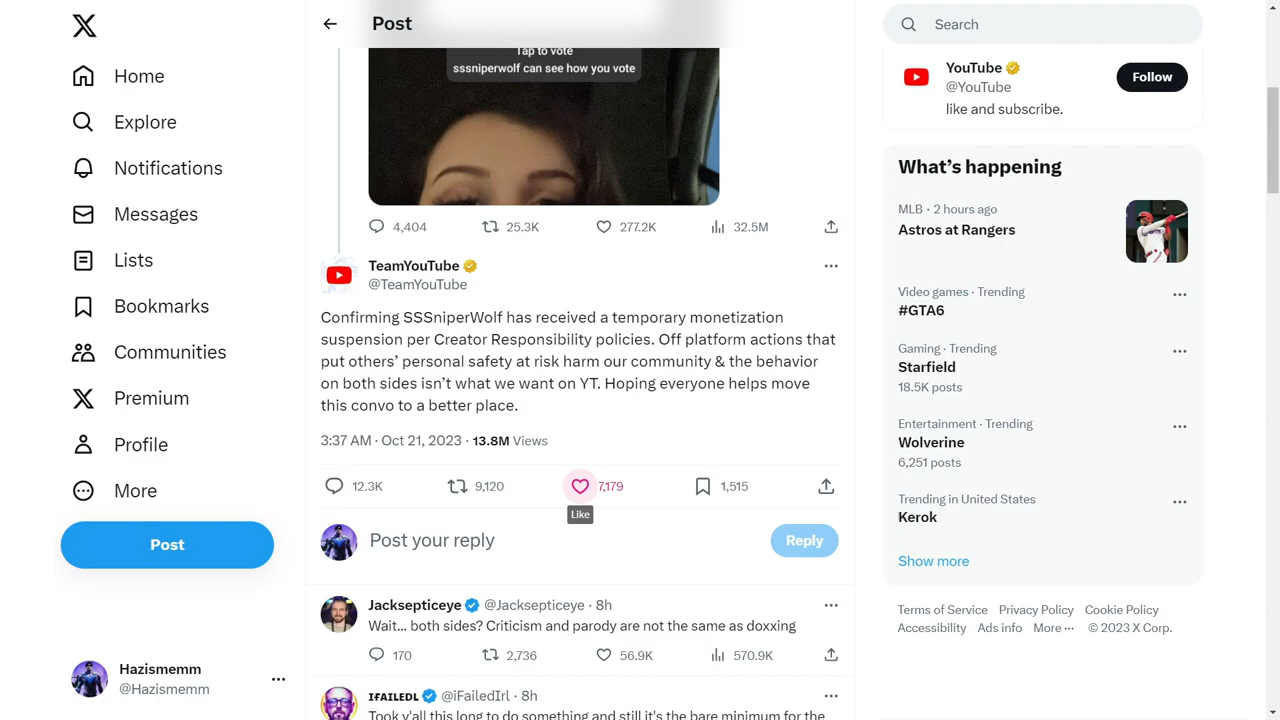 Home
Explore
Notifications
Messages
Lists
Bookmarks
Communities
Premium
Profile
More
Post
Hazismemm
@Hazismemm
Post
Tap to vote
sssniperwolf can see how you vote
4,404 25.3K 277.2K 32.5M
TeamYouTube
@TeamYouTube
Confirming SSSniperWolf has received a temporary monetization
suspension per Creator Responsibility policies. Off platform actions that
put others’ personal safety at risk harm our community & the behavior
on both sides isn’t what we want on YT. Hoping everyone helps move
this convo to a better place.
3:37 AM · Oct 21, 2023 · 13.8M Views
12.3K 9,120 7,179 1,515
Like
Post your reply
Reply
Jacksepticeye @Jacksepticeye · 8h
Wait... both sides? Criticism and parody are not the same as doxxing
170 2,736 56.9K 570.9K
IFAILEDL @iFailedIrl · 8h
Took y'all this long to do something and still it's the bare minimum for the
Search
YouTube
@YouTube
like and subscribe.
Follow
What’s happening
MLB · 2 hours ago
Astros at Rangers
Video games · Trending
#GTA6
Gaming · Trending
Starfield
18.5K posts
Entertainment · Trending
Wolverine
6,251 posts
Trending in United States
Kerok
Show more
Terms of Service Privacy Policy Cookie Policy
Accessibility Ads info More ··· © 2023 X Corp.